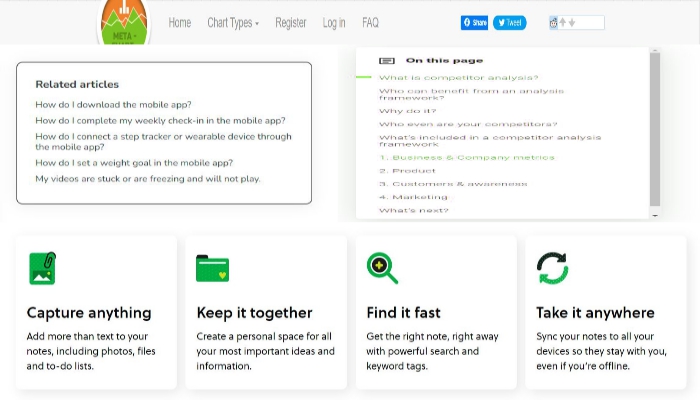 META -
Home Chart Types Register Log in FAQ
Share Tweet
Related articles
How do I download the mobile app?
How do I complete my weekly check-in in the mobile app?
How do I connect a step tracker or wearable device through
the mobile app?
How do I set a weight goal in the mobile app?
My videos are stuck or are freezing and will not play.
On this page
What is competitor analysis?
Who can benefit from an analysis
framework?
Why do it?
Who even are your competitors?
What's included in a competitor analysis
framework
1. Business & Company metrics
2. Product
3. Customers & awareness
4. Marketing
What's next?
Capture anything
Add more than text to your
notes, including photos, files
and to-do lists.
Keep it together
Create a personal space for all
your most important ideas and
information.
Find it fast
Get the right note, right away
with powerful search and
keyword tags.
Take it anywhere
Sync your notes to all your
devices so they stay with you,
even if you're offline.